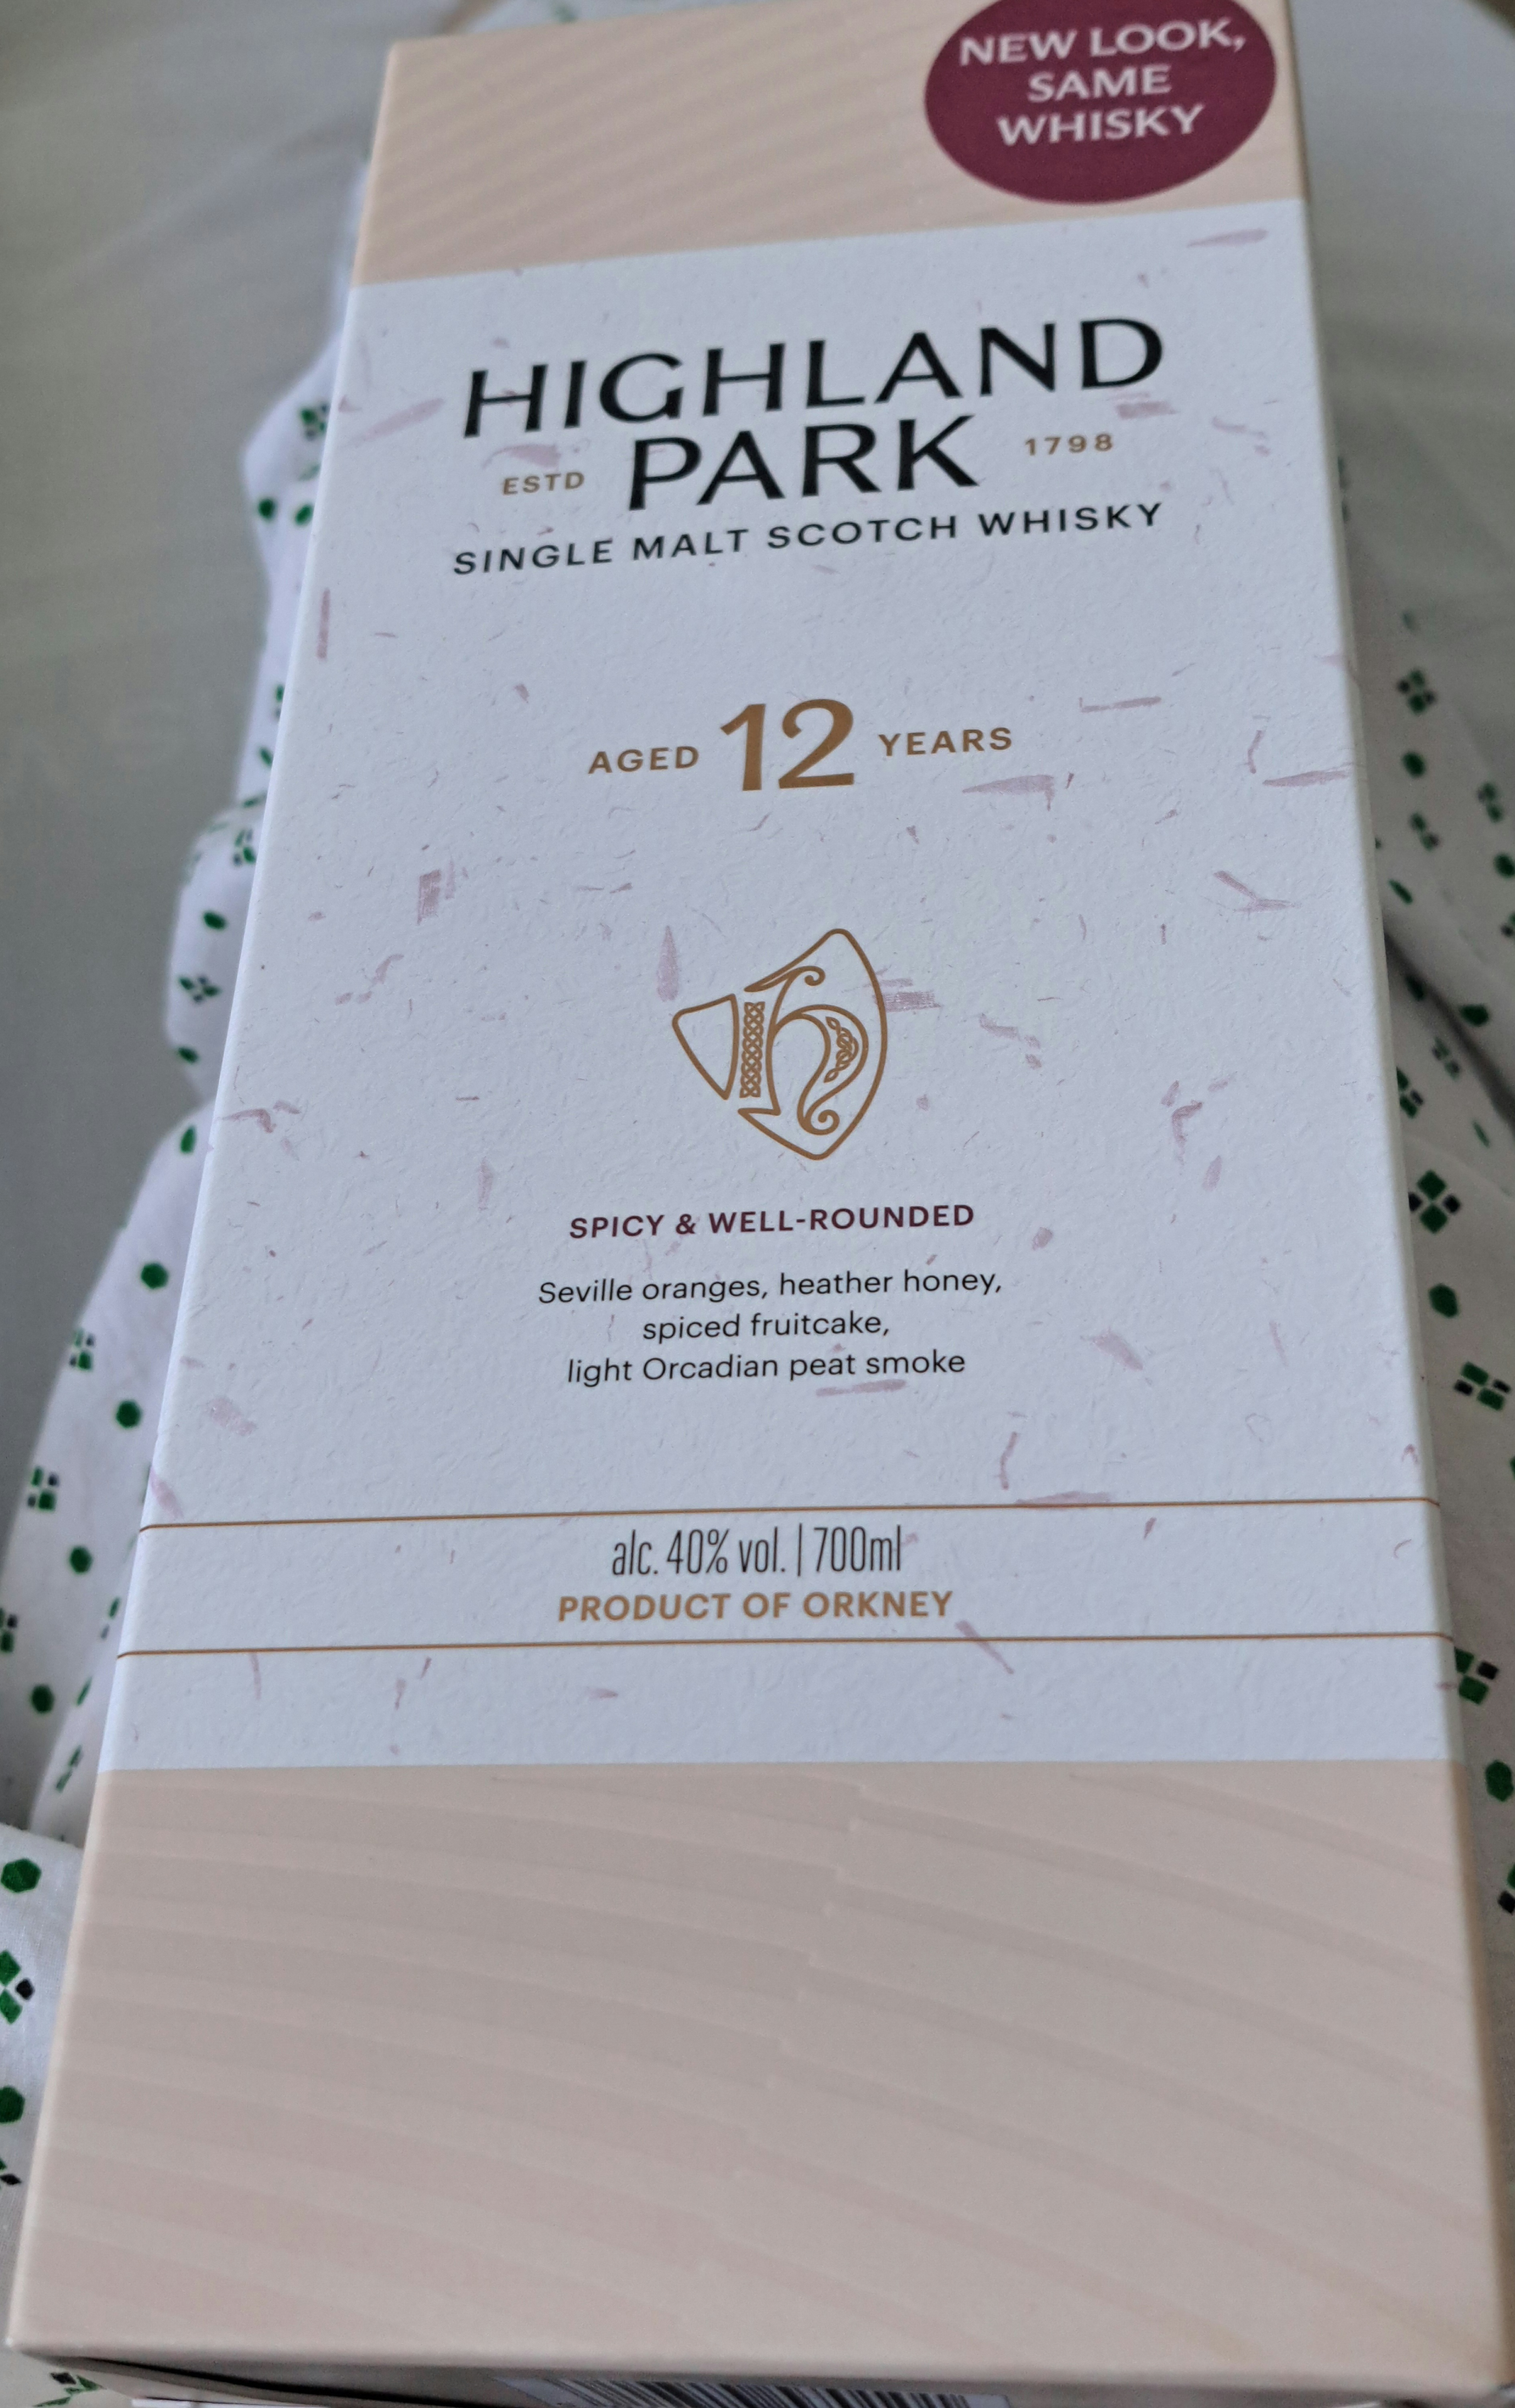 NEW LOOK,
SAME
WHISKY
HIGHLAND
ESTD PARK 1798
SINGLE MALT SCOTCH WHISKY
AGED 12 YEARS
h
SPICY & WELL-ROUNDED
Seville oranges, heather honey,
spiced fruitcake,
light Orcadian peat smoke
alc. 40% vol. | 700ml
PRODUCT OF ORKNEY